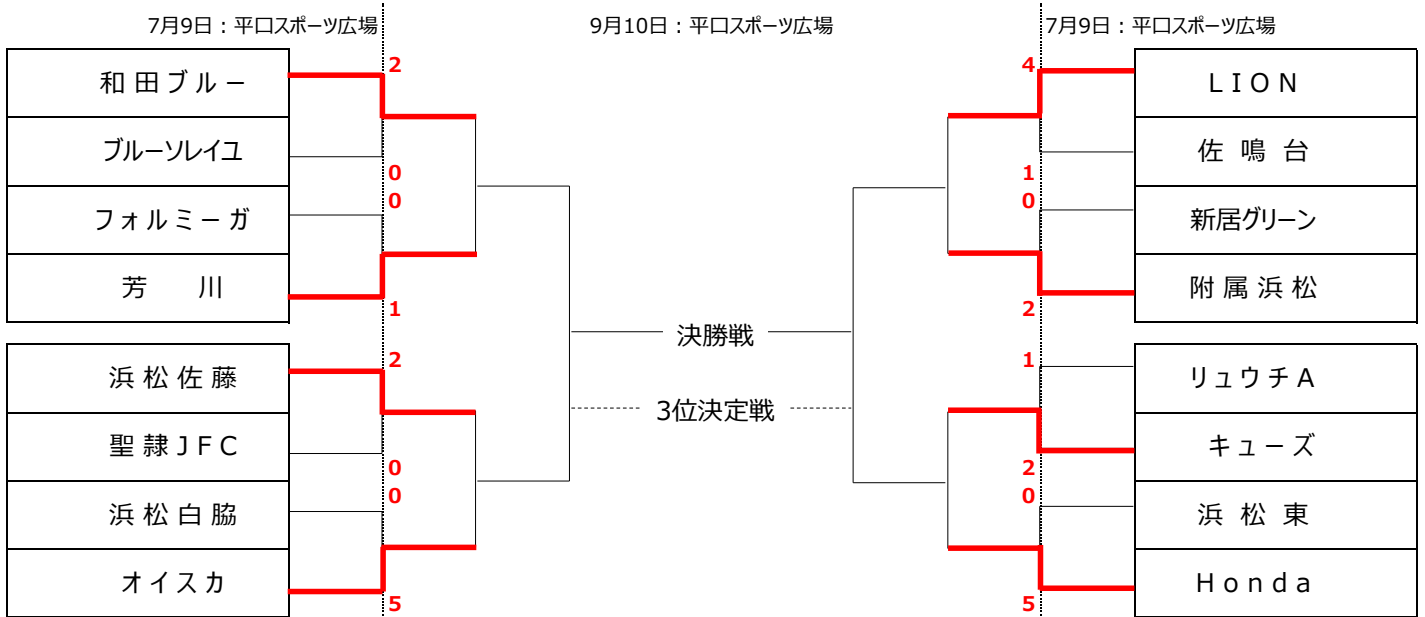 7月9日：平口スポーツ広場
9月10日：平口スポーツ広場
7月9日：平口スポーツ広場
和田ブルー
2
ブルーソレイユ
0
フォルミーガ
0
芳　川
1
浜松佐藤
2
聖隷JFC
0
浜松白脇
0
オイスカ
5
決勝戦
3位決定戦
4
LION
1
佐鳴台
0
新居グリーン
2
附属浜松
1
リュウチA
2
キューズ
0
浜松東
5
Honda